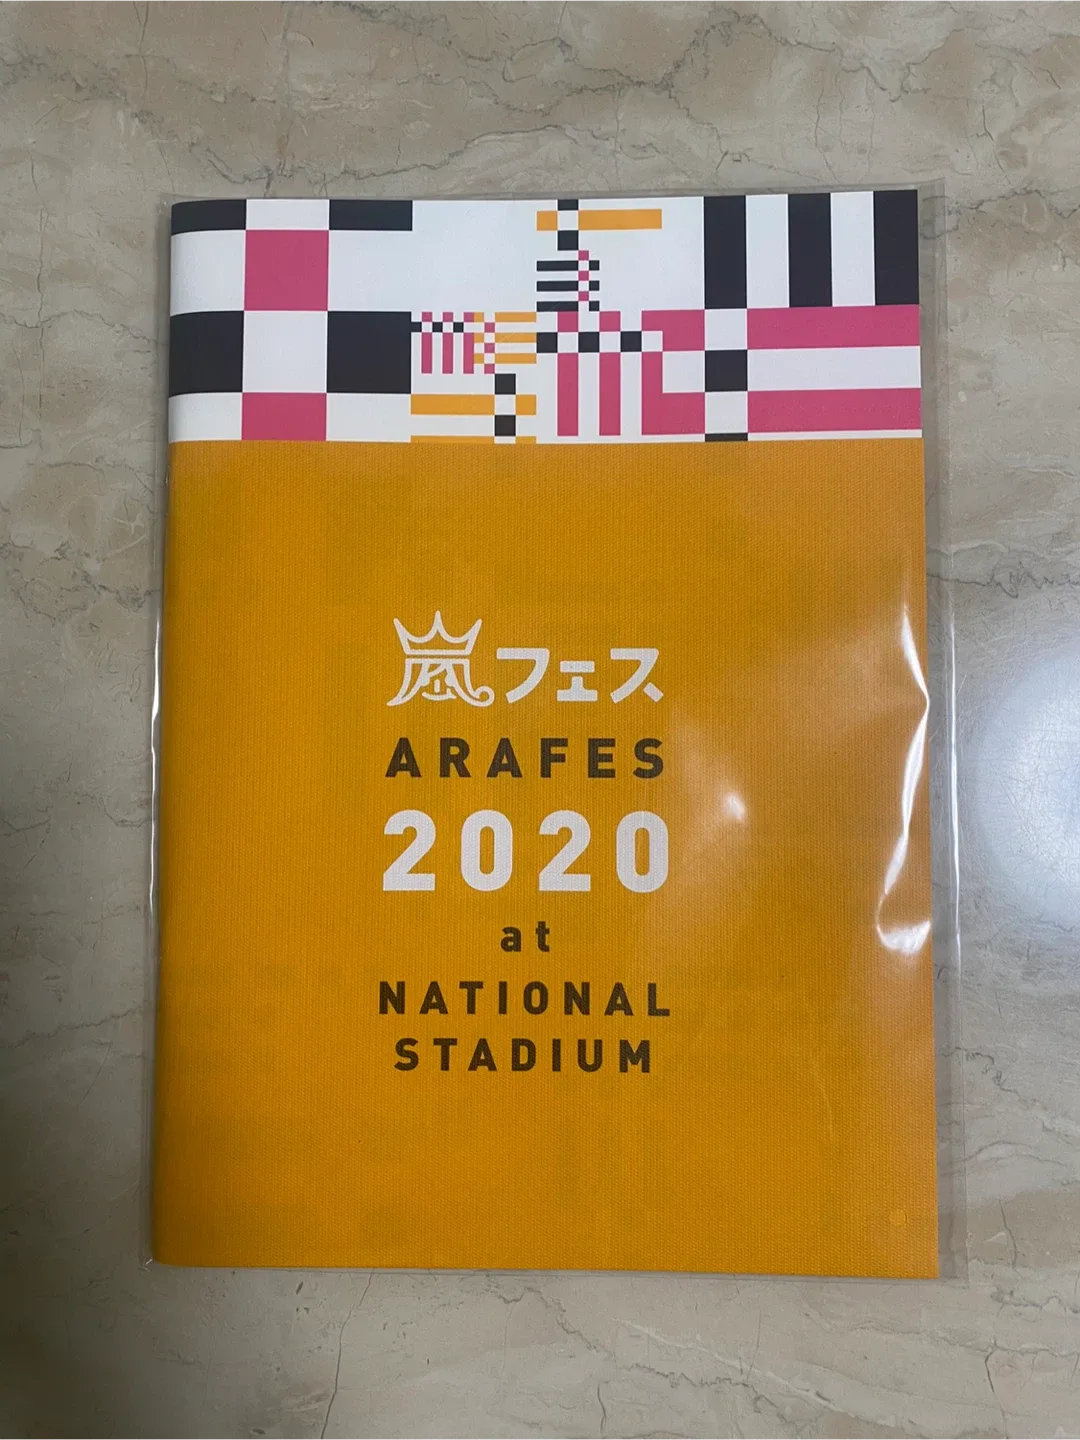 嵐フェス
ARAFES
2020
at
NATIONAL
STADIUM